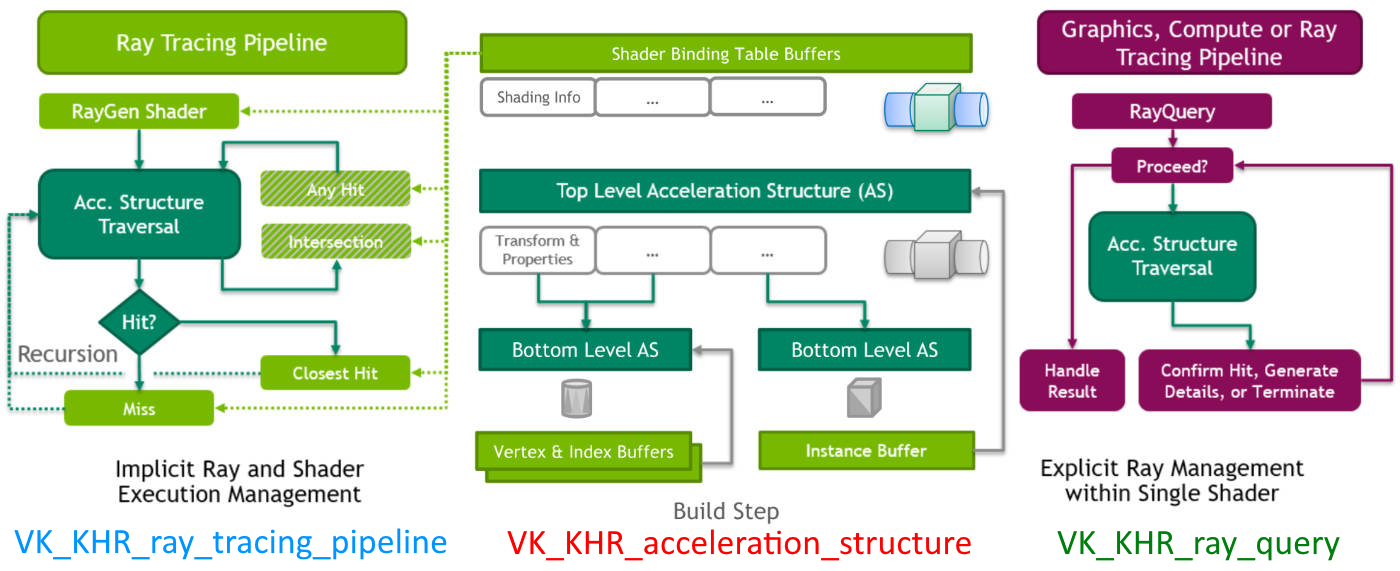 Ray Tracing Pipeline
RayGen Shader
Acc. Structure
Traversal
Any Hit
Intersection
Hit?
Recursion
Closest Hit
Miss
Implicit Ray and Shader
Execution Management
VK_KHR_ray_tracing_pipeline
Shader Binding Table Buffers
Shading Info
...
...
Top Level Acceleration Structure (AS)
Transform &
Properties
...
...
Bottom Level AS
Bottom Level AS
Vertex & Index Buffers
Instance Buffer
Build Step
VK_KHR_acceleration_structure
Graphics, Compute or Ray
Tracing Pipeline
RayQuery
Proceed?
Acc. Structure
Traversal
Handle
Result
Confirm Hit, Generate
Details, or Terminate
Explicit Ray Management
within Single Shader
VK_KHR_ray_query